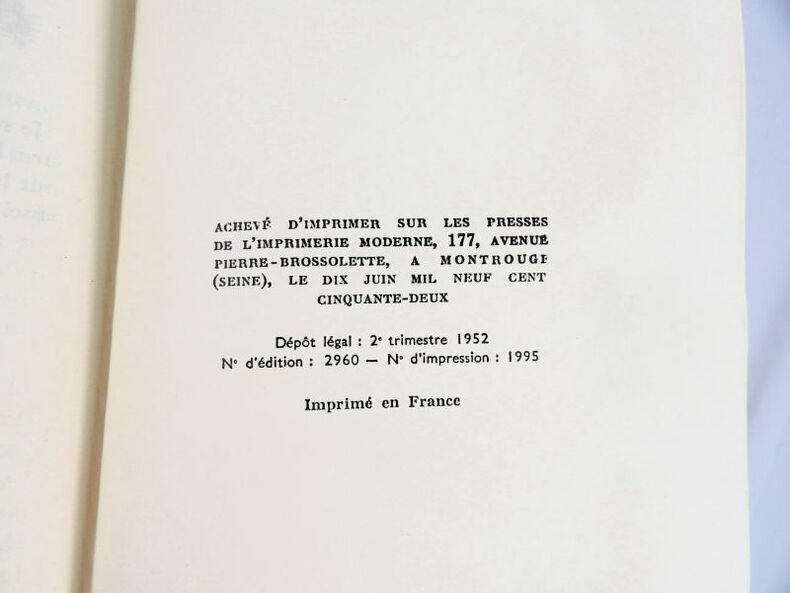 ACHEVÉ D'IMPRIMER SUR LES PRESSES
DE L'IMPRIMERIE MODERNE, 177, AVENUE
PIERRE-BROSSOLETTE, A MONTROUGE
(SEINE), LE DIX JUIN MIL NEUF CENT
CINQUANTE-DEUX
Dépôt légal : 2e trimestre 1952
No d'édition : 2960 — No d'impression : 1995
Imprimé en France